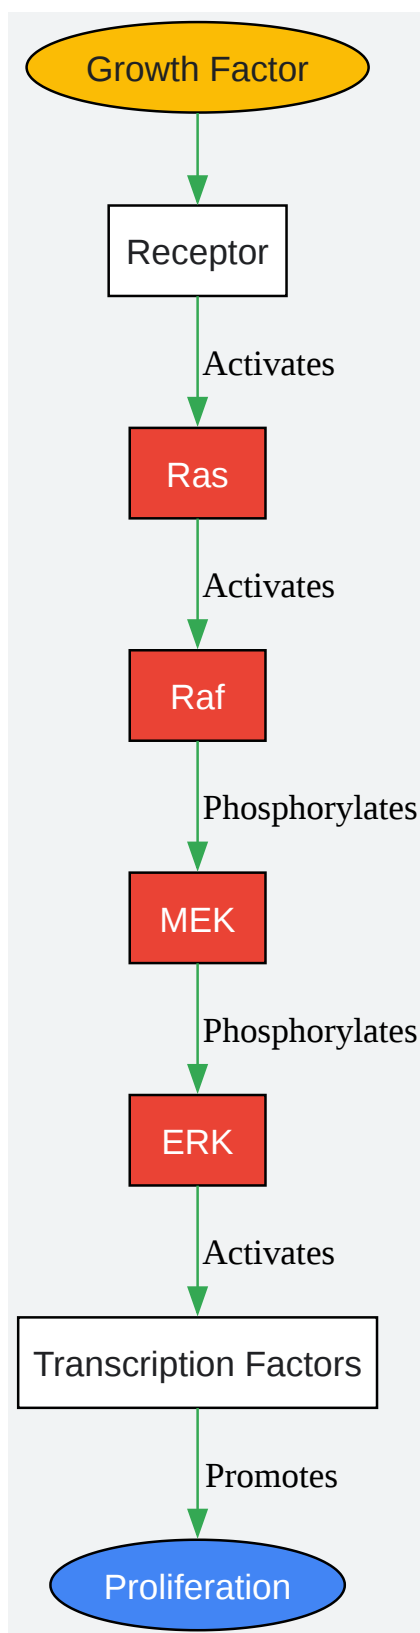 Growth Factor
Receptor
Activates
Ras
Activates
Raf
Phosphorylates
MEK
Phosphorylates
ERK
Activates
Transcription Factors
Promotes
Proliferation